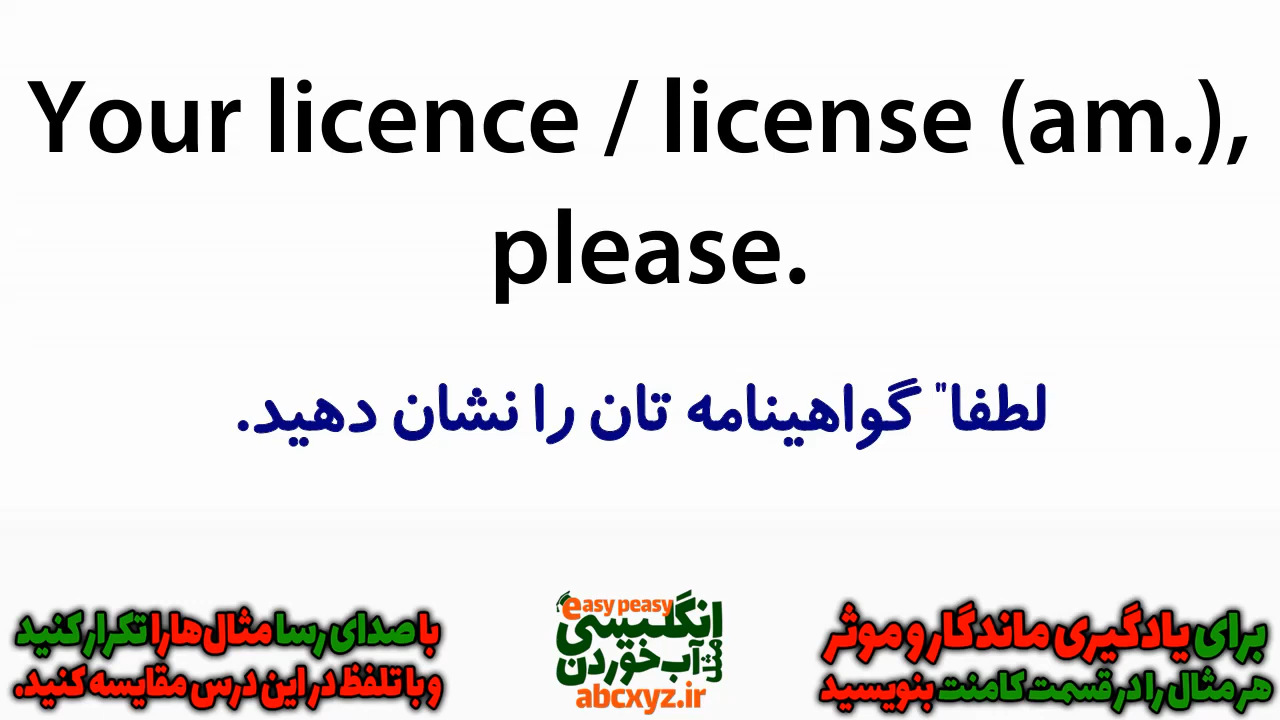 Your licence / license (am.),
please.
لطفا" گواهینامه تان را نشان دهید.
برای یادگیری ماندگار و موثر
هر مثال را در قسمت کامنت بنویسید
easy peasy
انگلیسی
مثل آب خوردن
abcxyz.ir
با صدای رسا مثال‌ها را تکرار کنید
و با تلفظ در این درس مقایسه کنید.